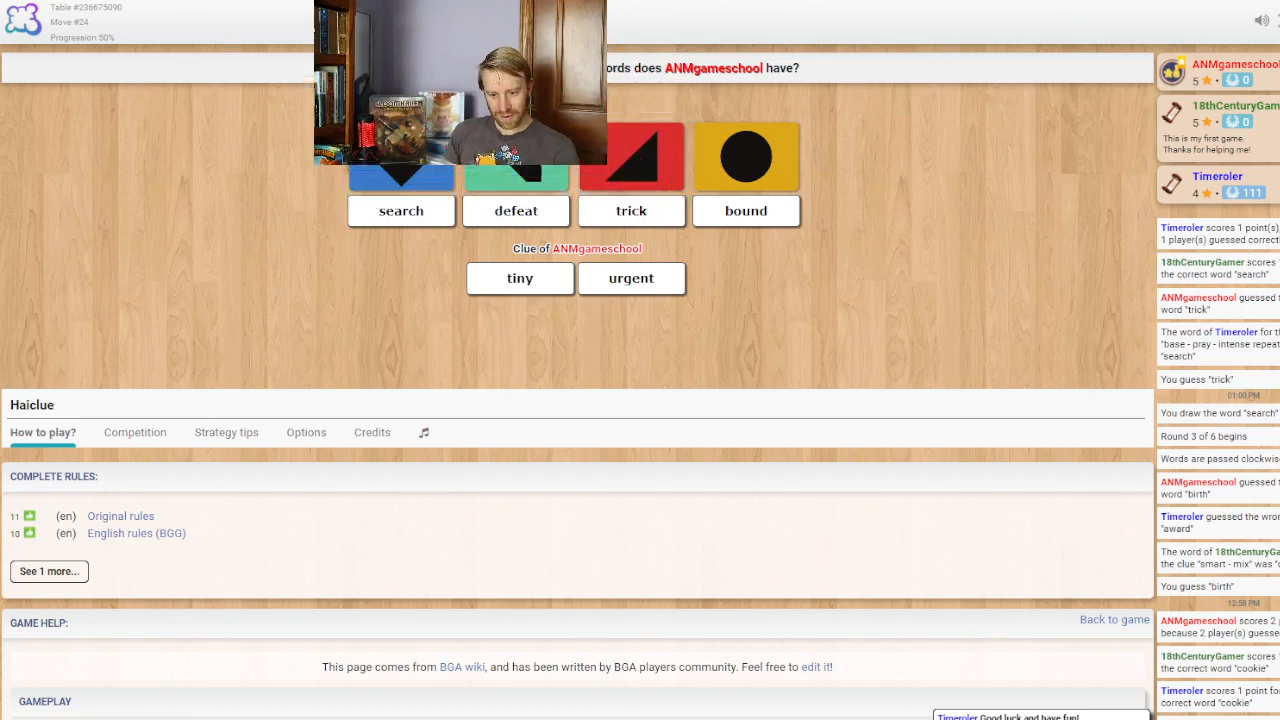 Table #236675090
Move #24
Progression 50%
ords does ANMgameschool have?
ANMgameschool
5 0
18thCenturyGam
5 0
This is my first game.
Thanks for helping me!
Timeroler
4 111
search defeat trick bound
Clue of ANMgameschool
tiny urgent
Timeroler scores 1 point(s),
1 player(s) guessed correctl
18thCenturyGamer scores 1
the correct word "search"
ANMgameschool guessed t
word "trick"
The word of Timeroler for th
"base - pray - intense repeat
"search"
You guess "trick"
01:00 PM
You draw the word "search"
Round 3 of 6 begins
Words are passed clockwis
ANMgameschool guessed t
word "birth"
Timeroler guessed the wro
"award"
The word of 18thCenturyGa
the clue "smart - mix" was "c
You guess "birth"
12:58 PM
ANMgameschool scores 2 p
because 2 player(s) guesse
18thCenturyGamer scores 1
the correct word "cookie"
Timeroler scores 1 point fo
correct word "cookie"
Haiclue
How to play? Competition Strategy tips Options Credits
COMPLETE RULES:
11 (en) Original rules
10 (en) English rules (BGG)
See 1 more...
GAME HELP:
Back to game
This page comes from BGA wiki, and has been written by BGA players community. Feel free to edit it!
GAMEPLAY
Timeroler Good luck and have fun!